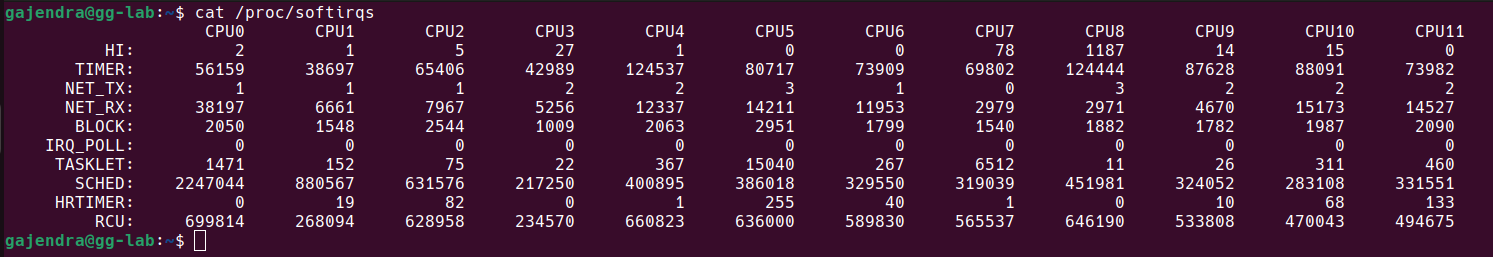 gajendra@gg-lab:~$ cat /proc/softirqs
                    CPU0       CPU1       CPU2       CPU3       CPU4       CPU5       CPU6       CPU7       CPU8       CPU9       CPU10      CPU11
          HI:          2          1          5         27          1          0          0         78       1187         14         15          0
       TIMER:      56159      38697      65406      42989     124537      80717      73909      69802     124444      87628      88091      73982
      NET_TX:          1          1          1          2          2          3          1          0          3          2          2          2
      NET_RX:      38197       6661       7967       5256      12337      14211      11953       2979       2971       4670      15173      14527
       BLOCK:       2050       1548       2544       1009       2063       2951       1799       1540       1882       1782       1987       2090
    IRQ_POLL:          0          0          0          0          0          0          0          0          0          0          0          0
     TASKLET:       1471        152         75         22        367      15040        267       6512         11         26        311        460
       SCHED:    2247044     880567     631576     217250     400895     386018     329550     319039     451981     324052     283108     331551
     HRTIMER:          0         19         82          0          1        255         40          1          0         10         68        133
         RCU:     699814     268094     628958     234570     660823     636000     589830     565537     646190     533808     470043     494675
gajendra@gg-lab:~$